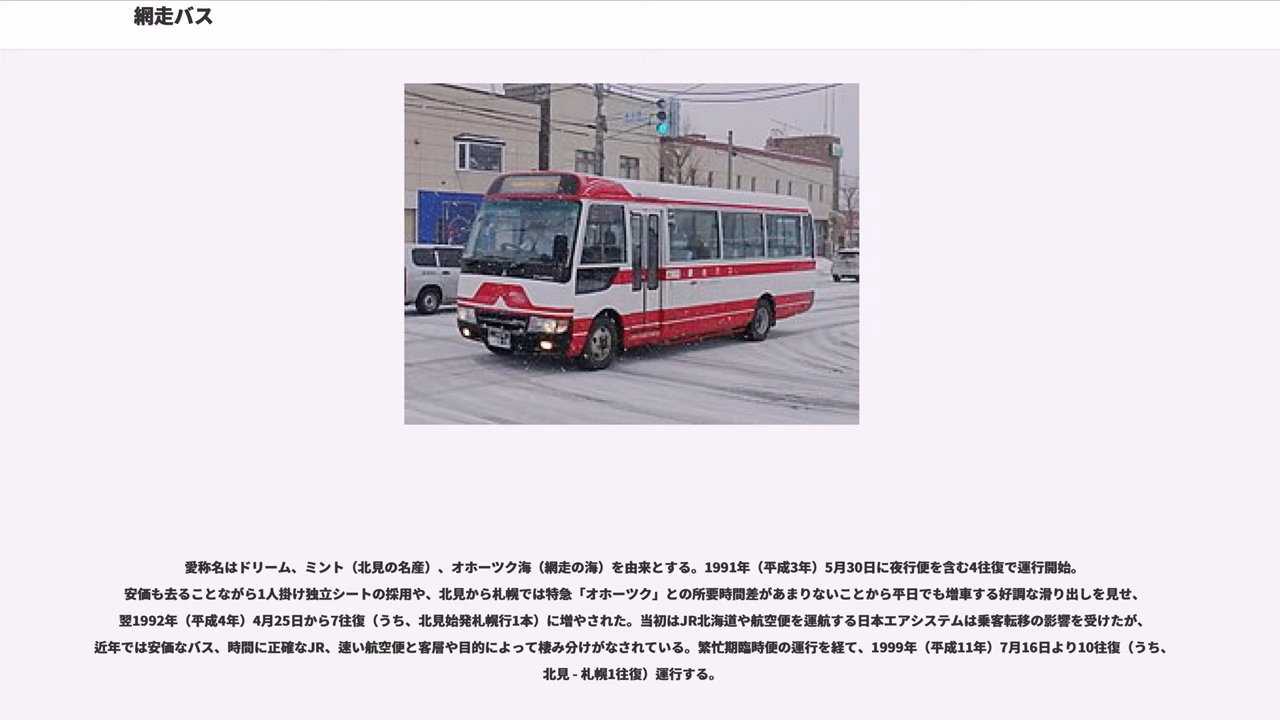 網走バス
愛称名はドリーム、ミント（北見の名産）、オホーツク海（網走の海）を由来とする。1991年（平成3年）5月30日に夜行便を含む4往復で運行開始。
安価も去ることながら1人掛け独立シートの採用や、北見から札幌では特急「オホーツク」との所要時間差があまりないことから平日でも増車する好調な滑り出しを見せ、
翌1992年（平成4年）4月25日から7往復（うち、北見始発札幌行1本）に増やされた。当初はJR北海道や航空便を運航する日本エアシステムは乗客転移の影響を受けたが、
近年では安価なバス、時間に正確なJR、速い航空便と客層や目的によって棲み分けがなされている。繁忙期臨時便の運行を経て、1999年（平成11年）7月16日より10往復（うち、
北見 - 札幌1往復）運行する。